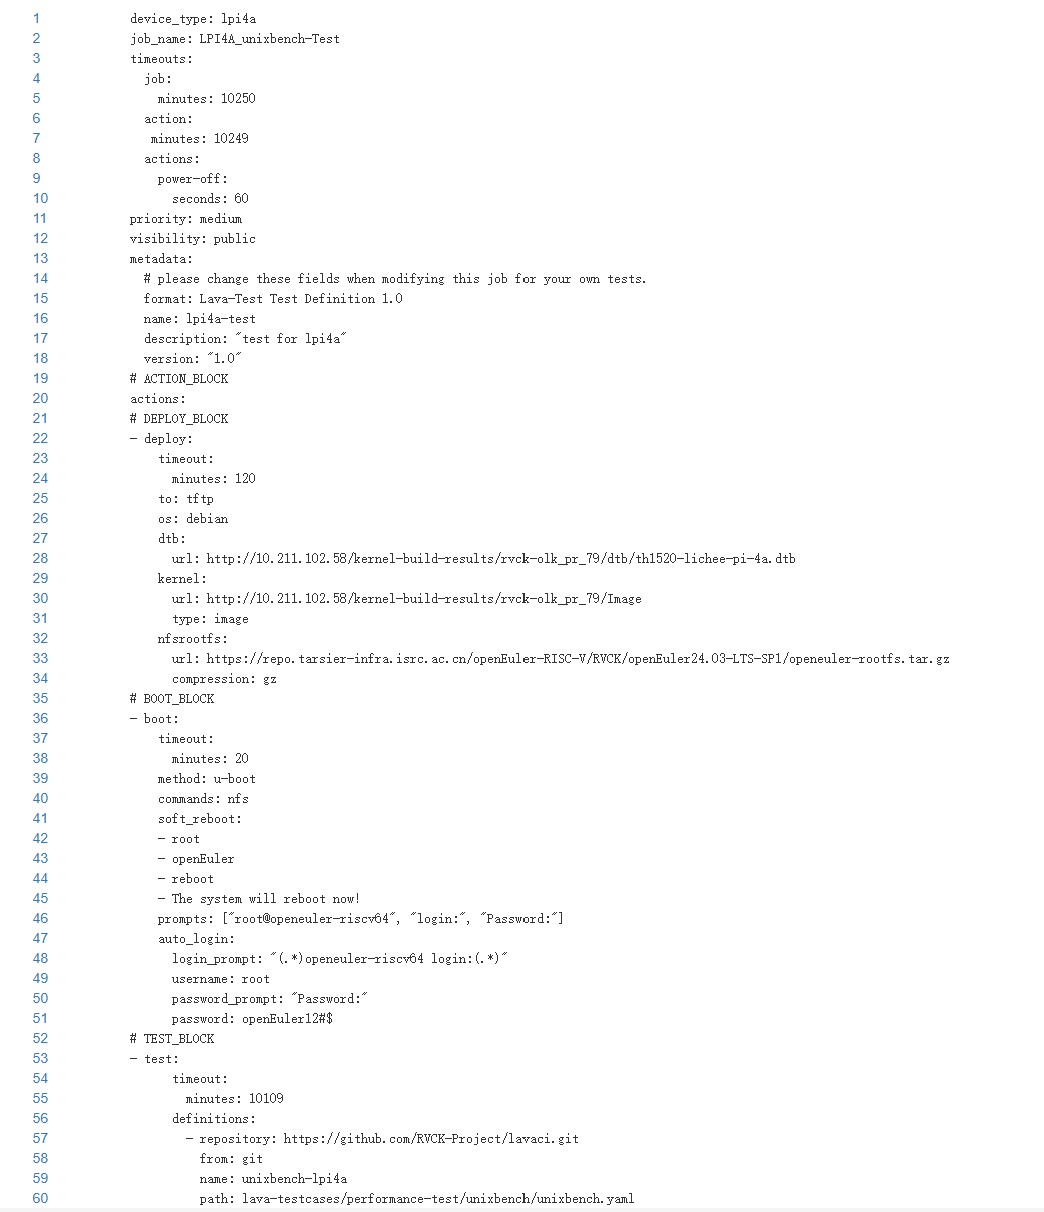 1 device_type: lpi4a
2 job_name: LPI4A_unixbench-Test
3 timeouts:
4   job:
5     minutes: 10250
6   action:
7    minutes: 10249
8   actions:
9     power-off:
10       seconds: 60
11 priority: medium
12 visibility: public
13 metadata:
14   # please change these fields when modifying this job for your own tests.
15   format: Lava-Test Test Definition 1.0
16   name: lpi4a-test
17   description: "test for lpi4a"
18   version: "1.0"
19 # ACTION_BLOCK
20 actions:
21 # DEPLOY_BLOCK
22 - deploy:
23     timeout:
24       minutes: 120
25     to: tftp
26     os: debian
27     dtb:
28       url: http://10.211.102.58/kernel-build-results/rvck-olk_pr_79/dtb/th1520-lichee-pi-4a.dtb
29     kernel:
30       url: http://10.211.102.58/kernel-build-results/rvck-olk_pr_79/Image
31       type: image
32     nfsrootfs:
33       url: https://repo.tarsier-infra.isrc.ac.cn/openEuler-RISC-V/RVCK/openEuler24.03-LTS-SP1/openeuler-rootfs.tar.gz
34       compression: gz
35 # BOOT_BLOCK
36 - boot:
37     timeout:
38       minutes: 20
39     method: u-boot
40     commands: nfs
41     soft_reboot:
42     - root
43     - openEuler
44     - reboot
45     - The system will reboot now!
46     prompts: ["root@openeuler-riscv64", "login:", "Password:"]
47     auto_login:
48       login_prompt: "(.*)openeuler-riscv64 login:(.*)"
49       username: root
50       password_prompt: "Password:"
51       password: openEuler12#$
52 # TEST_BLOCK
53 - test:
54       timeout:
55         minutes: 10109
56       definitions:
57         - repository: https://github.com/RVCK-Project/lavaci.git
58           from: git
59           name: unixbench-lpi4a
60           path: lava-testcases/performance-test/unixbench/unixbench.yaml